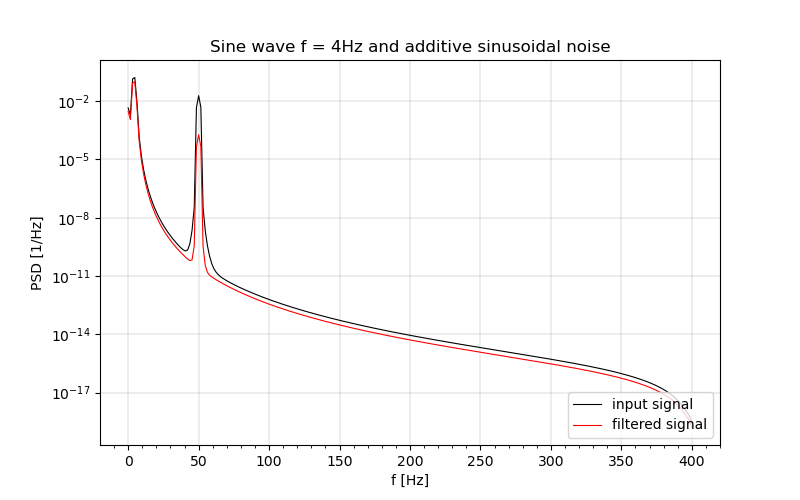 Sine wave f = 4Hz and additive sinusoidal noise
PSD [1/Hz]
10⁻²
10⁻⁵
10⁻⁸
10⁻¹¹
10⁻¹⁴
10⁻¹⁷
input signal
filtered signal
0 50 100 150 200 250 300 350 400
f [Hz]